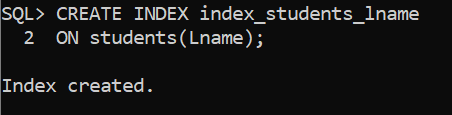 SQL> CREATE INDEX index_students_lname
  2  ON students(Lname);
Index created.